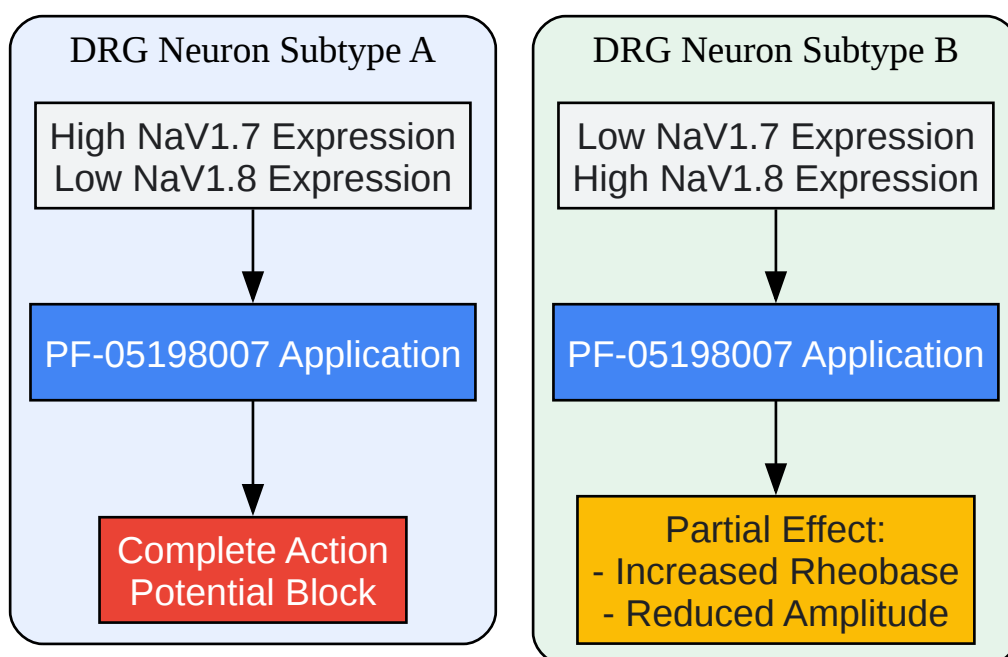 DRG Neuron Subtype A
High NaV1.7 Expression
Low NaV1.8 Expression
PF-05198007 Application
Complete Action
Potential Block
DRG Neuron Subtype B
Low NaV1.7 Expression
High NaV1.8 Expression
PF-05198007 Application
Partial Effect:
- Increased Rheobase
- Reduced Amplitude